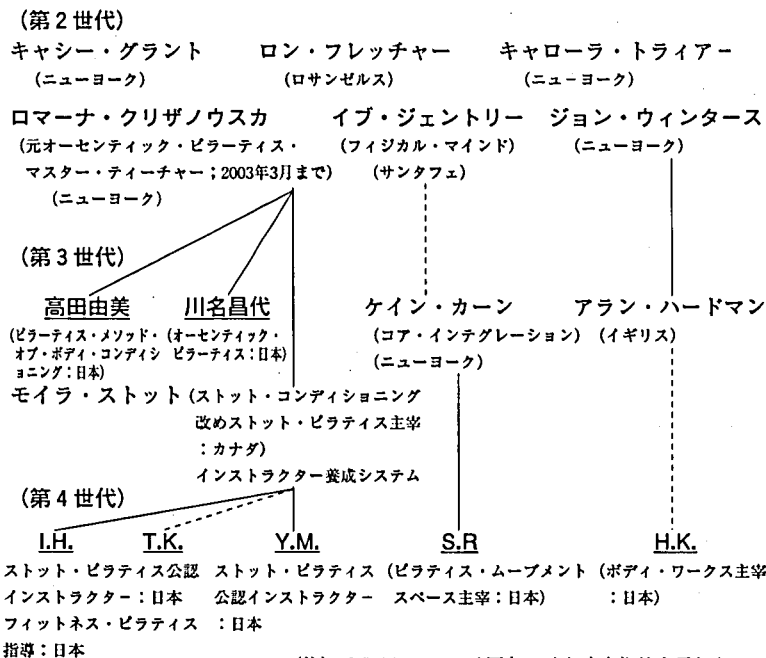 （第２世代）
キャシー・グラント　ロン・フレッチャー　キャローラ・トライアー
（ニューヨーク）　（ロサンゼルス）　（ニューヨーク）
ロマーナ・クリザノウスカ　イブ・ジェントリー　ジョン・ウィンタース
（元オーセンティック・ピラーティス・　（フィジカル・マインド）　（ニューヨーク）
マスター・ティーチャー；2003年3月まで）　（サンタフェ）
（ニューヨーク）
（第３世代）
高田由美　川名昌代　ケイン・カーン　アラン・ハードマン
（ピラーティス・メソッド・　（オーセンティック・　（コア・インテグレーション）　（イギリス）
オブ・ボディ・コンディシ　ピラーティス：日本）　（ニューヨーク）
ョニング：日本）
モイラ・ストット（ストット・コンディショニング
改めストット・ピラティス主宰
：カナダ）
インストラクター養成システム
（第４世代）
I.H.　T.K.　Y.M.　S.R　H.K.
ストット・ピラティス公認　ストット・ピラティス　（ピラティス・ムーブメント　（ボディ・ワークス主宰
インストラクター：日本　公認インストラクター　スペース主宰：日本）　：日本）
フィットネス・ピラティス　：日本
指導：日本